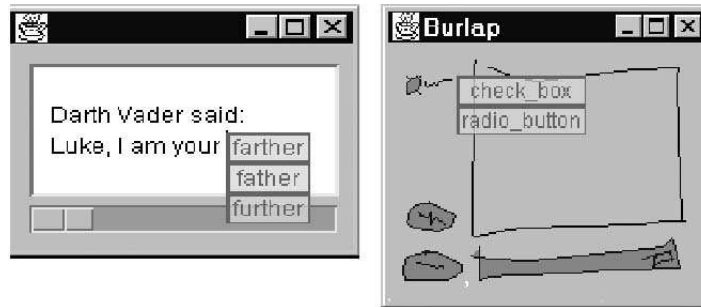 Darth Vader said:
Luke, I am your farther
father
further
Burlap
check_box
radio_button